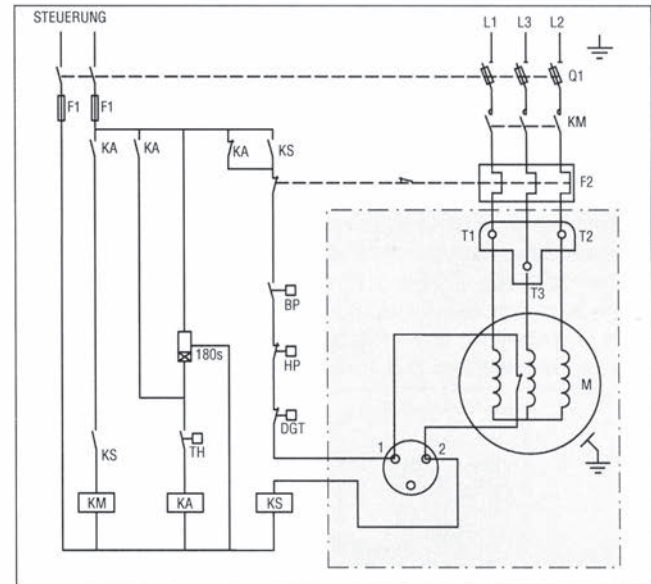 STEUERUNG
L1 L3 L2
Q1
F1 F1
KM
KA KA KA KS
F2
T1 T2
T3
BP
180s HP
M
DGT
TH
1 2
KS
KM KA KS